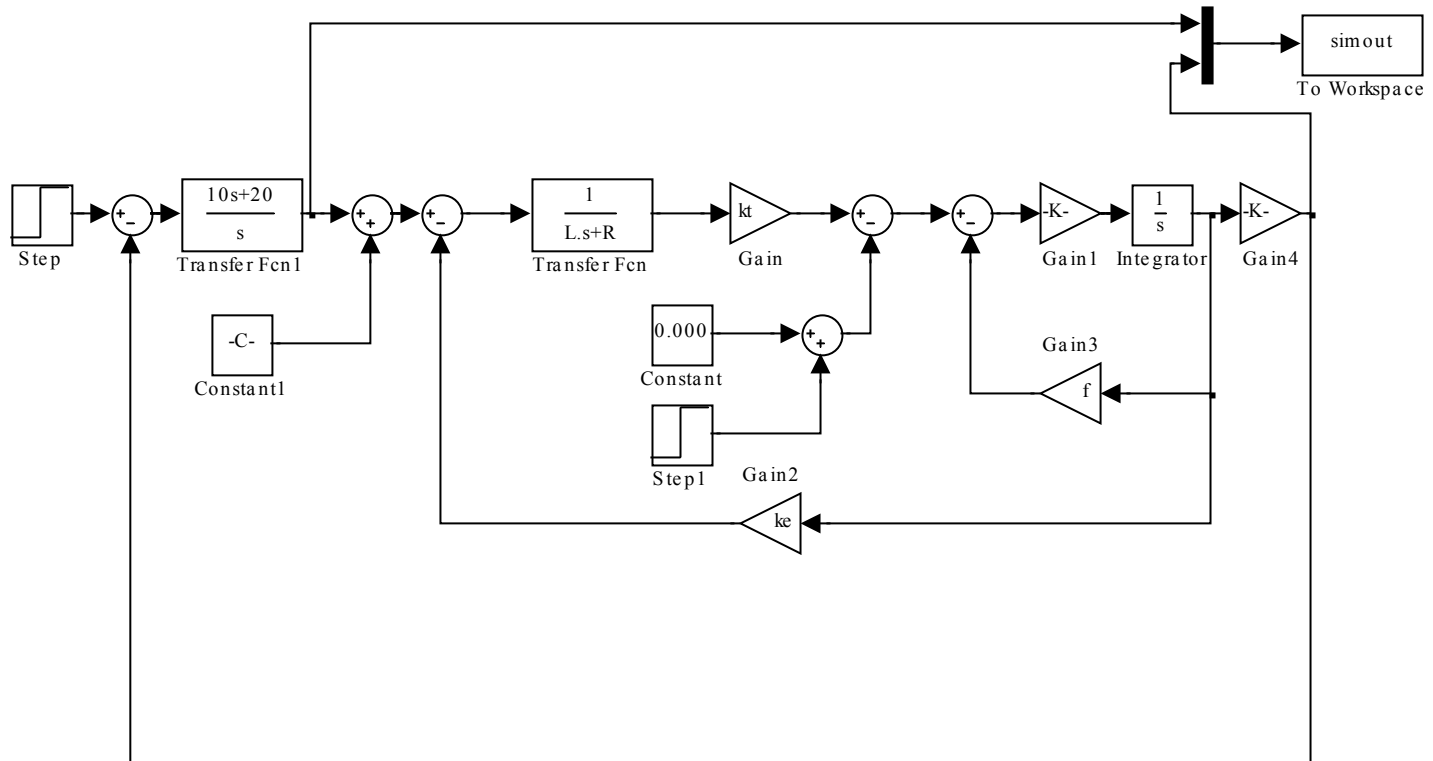 simout
To Workspace
+
−
Step
10s+20
s
Transfer Fcn1
+
+
+
−
1
L.s+R
Transfer Fcn
kt
Gain
+
−
+
−
-K-
Gain1
1
s
Integrator
-K-
Gain4
-C-
Constant1
0.000
Constant
+
+
Gain3
f
Step1
Gain2
ke